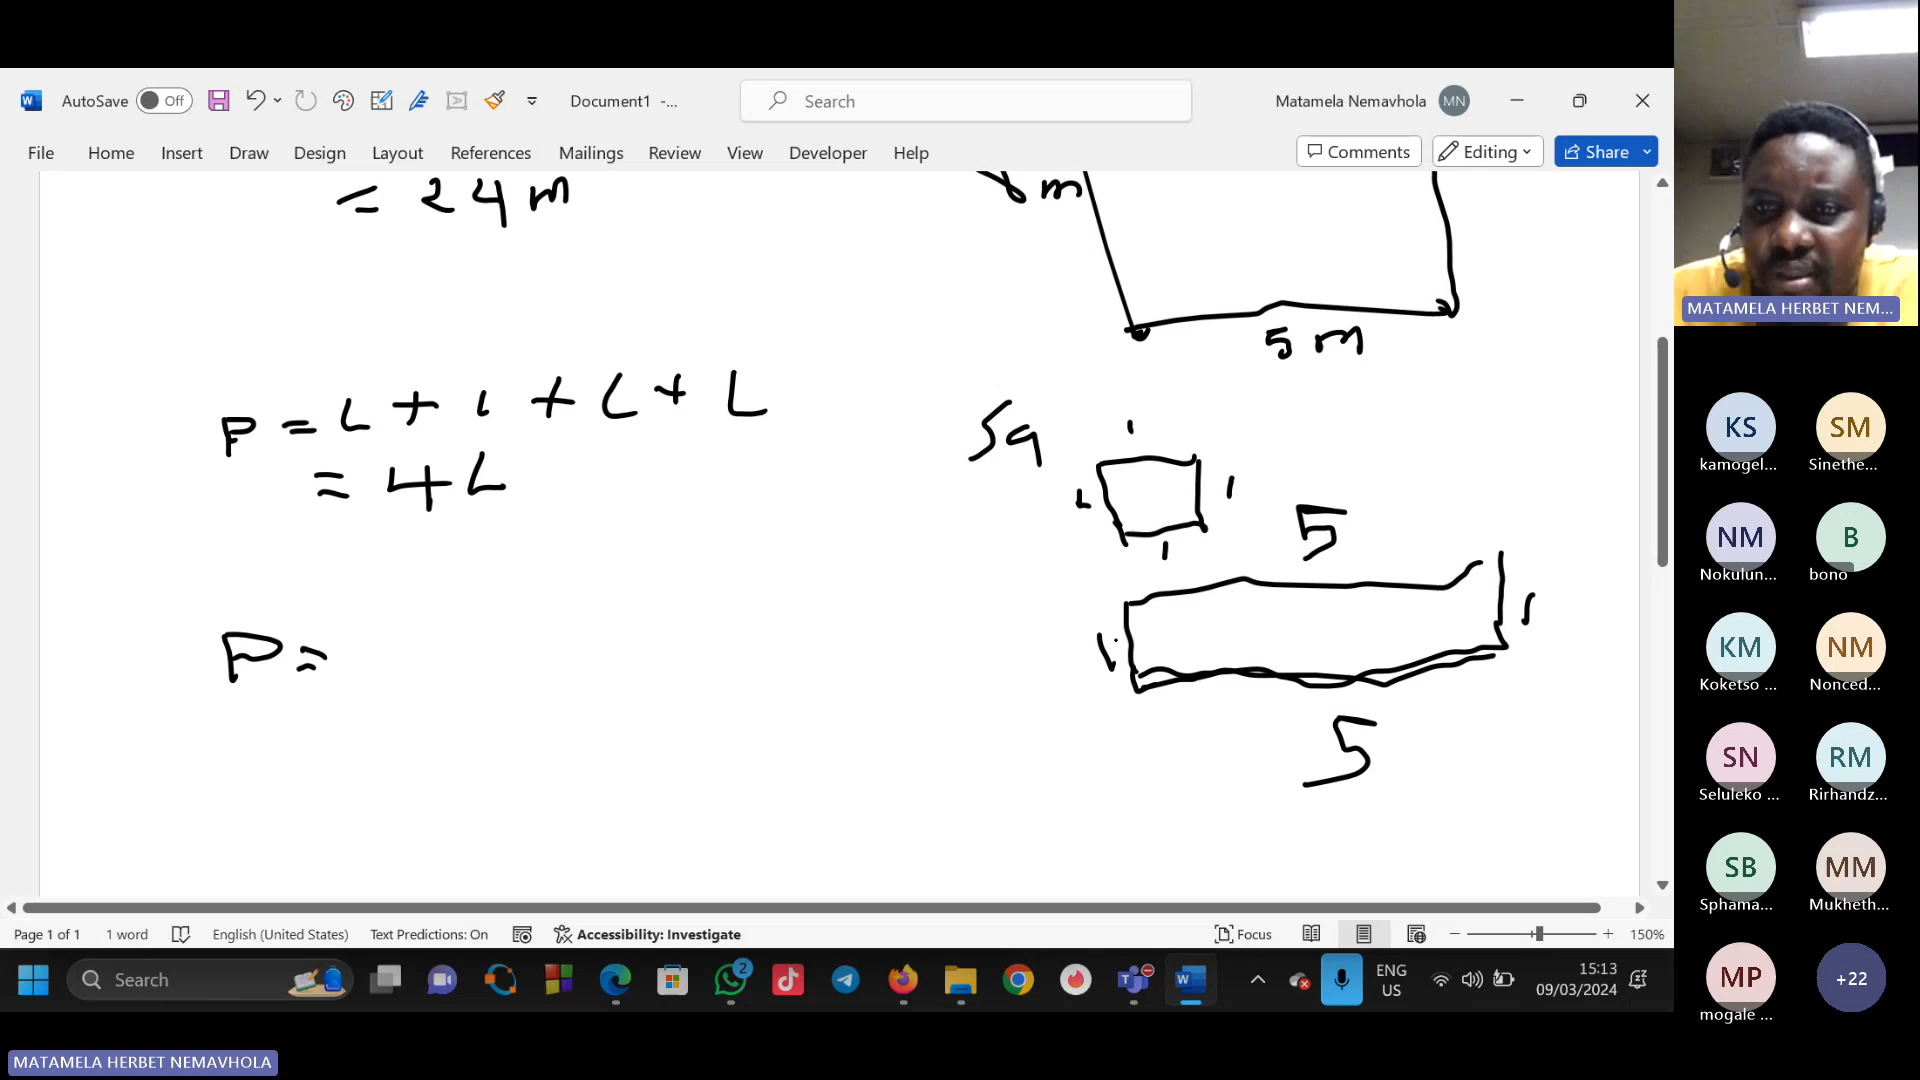 AutoSave Off Document1 -... Search Matamela Nemavhola MN
File Home Insert Draw Design Layout References Mailings Review View Developer Help Comments Editing Share
= 24 m
m
5 m
P = L + L + L + L
= 4L
Sq
L
5
P =
5
Page 1 of 1 1 word English (United States) Text Predictions: On Accessibility: Investigate Focus 150%
Search 2 ENG US 15:13 09/03/2024
MATAMELA HERBET NEM...
KS SM
kamogel... Sinethe...
NM B
Nokulun... bono
KM NM
Koketso ... Nonced...
SN RM
Seluleko ... Rirhandz...
SB MM
Sphama... Mukheth...
MP +22
mogale ...
MATAMELA HERBET NEMAVHOLA